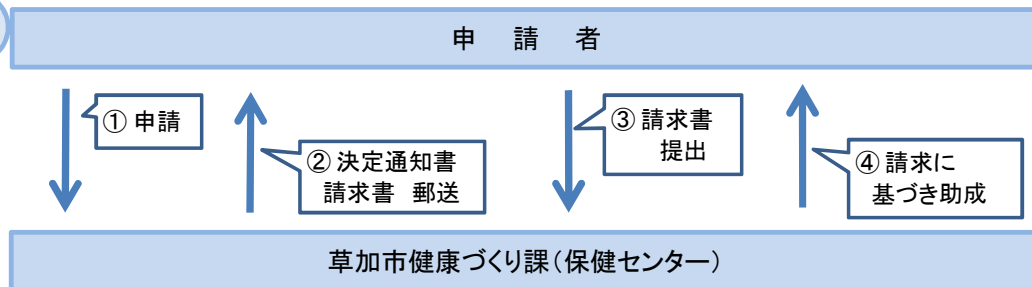 申　請　者
① 申請
② 決定通知書
請求書　郵送
③ 請求書
提出
④ 請求に
基づき助成
草加市健康づくり課（保健センター）